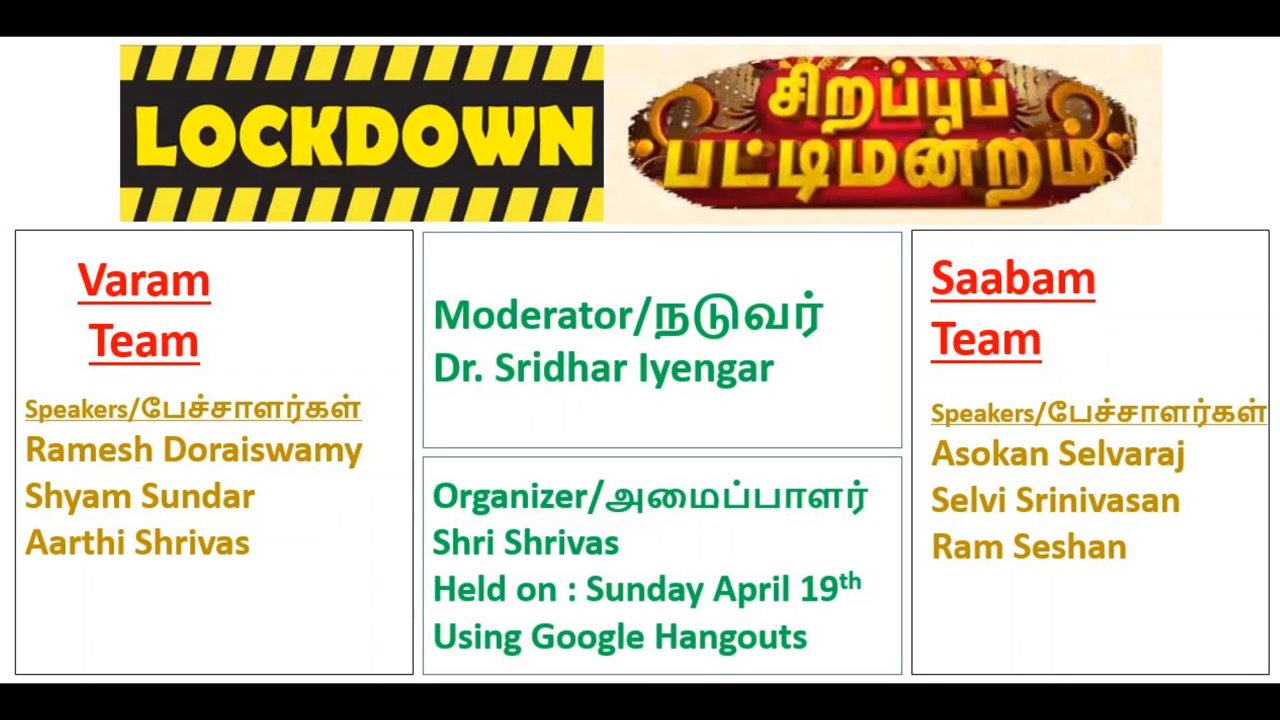 LOCKDOWN
சிறப்புப்
பட்டிமன்றம்
Varam
Team
Speakers/பேச்சாளர்கள்
Ramesh Doraiswamy
Shyam Sundar
Aarthi Shrivas
Moderator/நடுவர்
Dr. Sridhar Iyengar
Organizer/அமைப்பாளர்
Shri Shrivas
Held on : Sunday April 19th
Using Google Hangouts
Saabam
Team
Speakers/பேச்சாளர்கள்
Asokan Selvaraj
Selvi Srinivasan
Ram Seshan